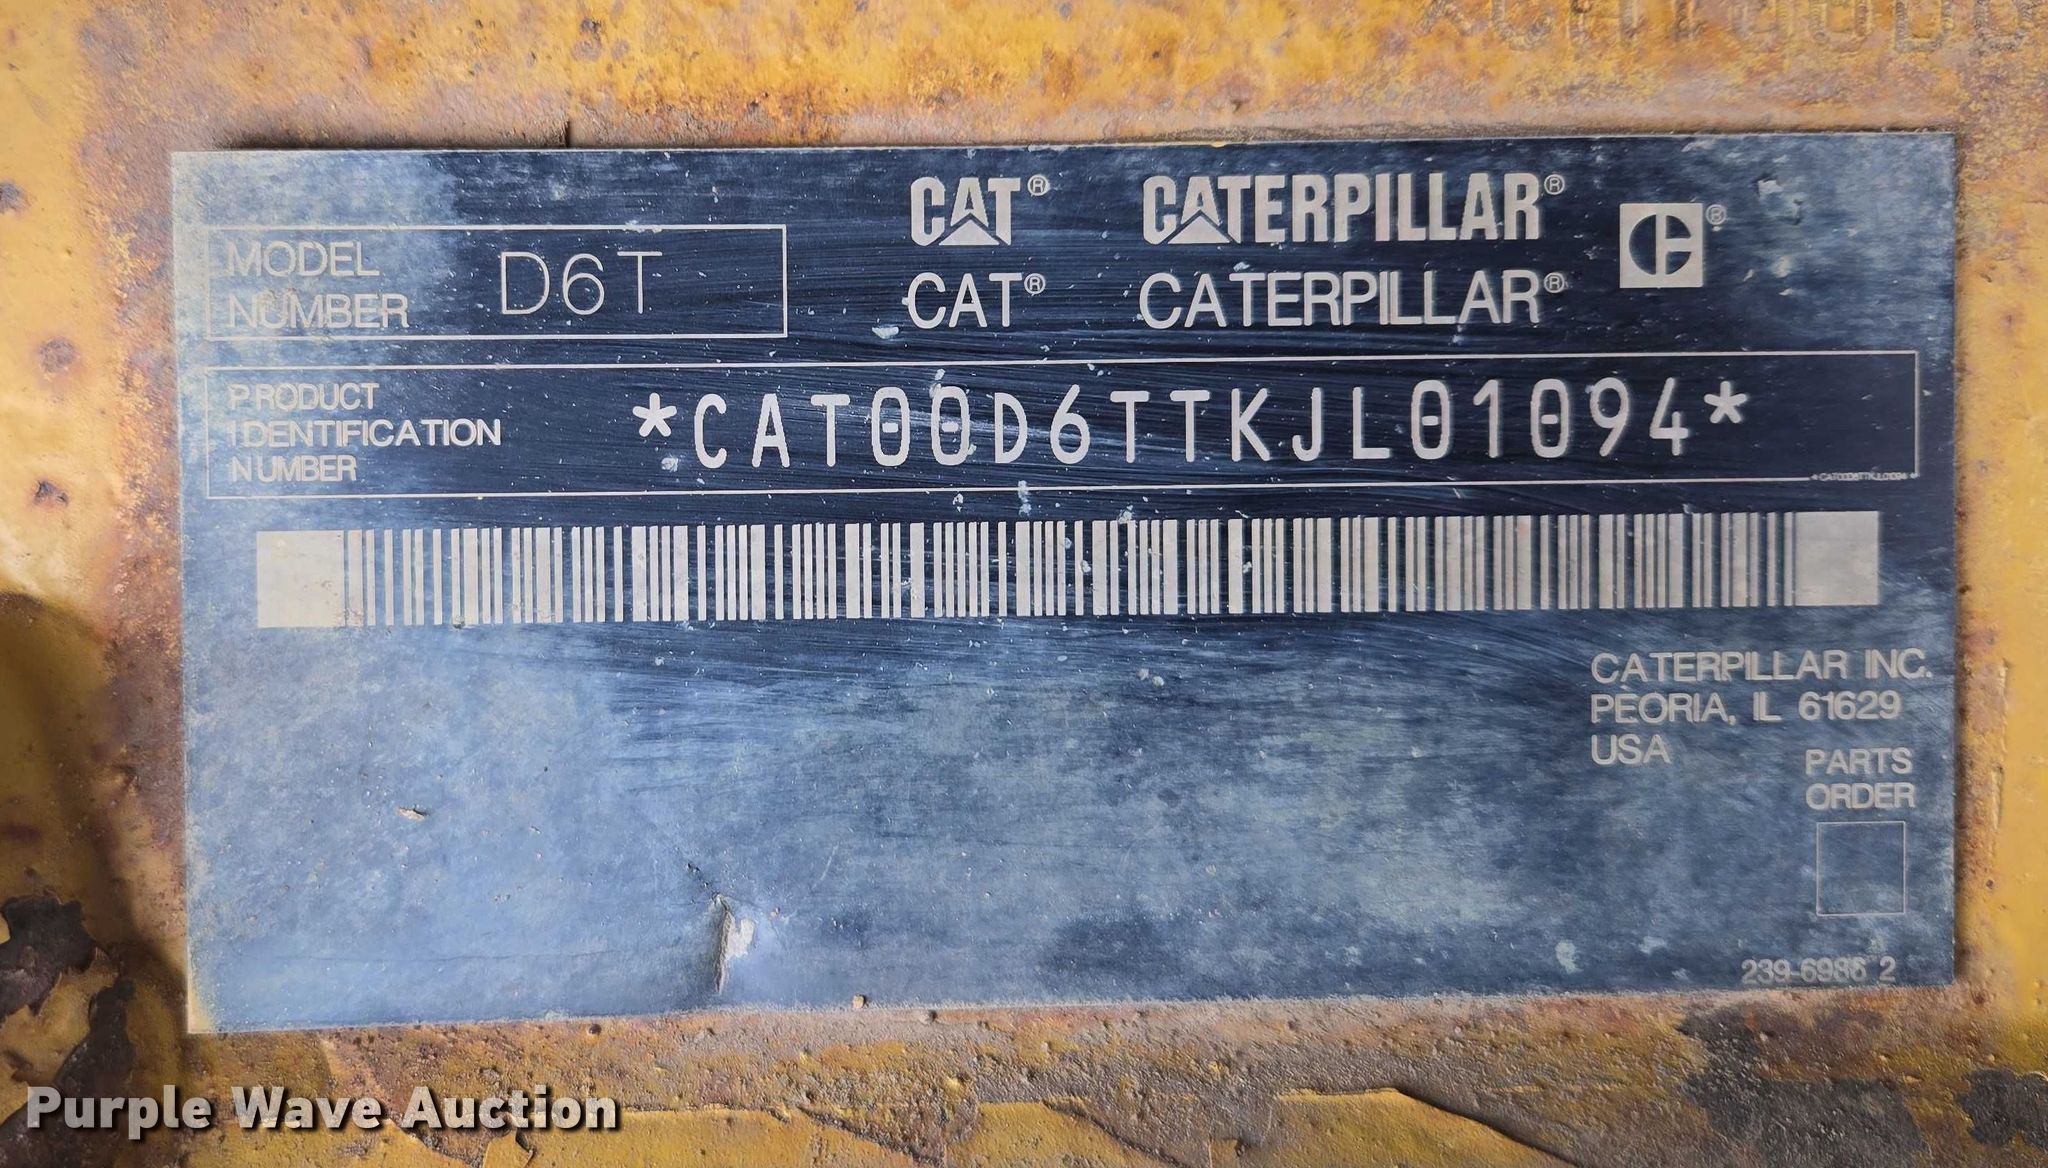 CAT® CATERPILLAR®
CAT® CATERPILLAR®
MODEL
NUMBER
D6T
PRODUCT
IDENTIFICATION
NUMBER
*CAT00D6TTKJL01094*
CATERPILLAR INC.
PEORIA, IL 61629
USA
PARTS
ORDER
239-6986 2
Purple Wave Auction